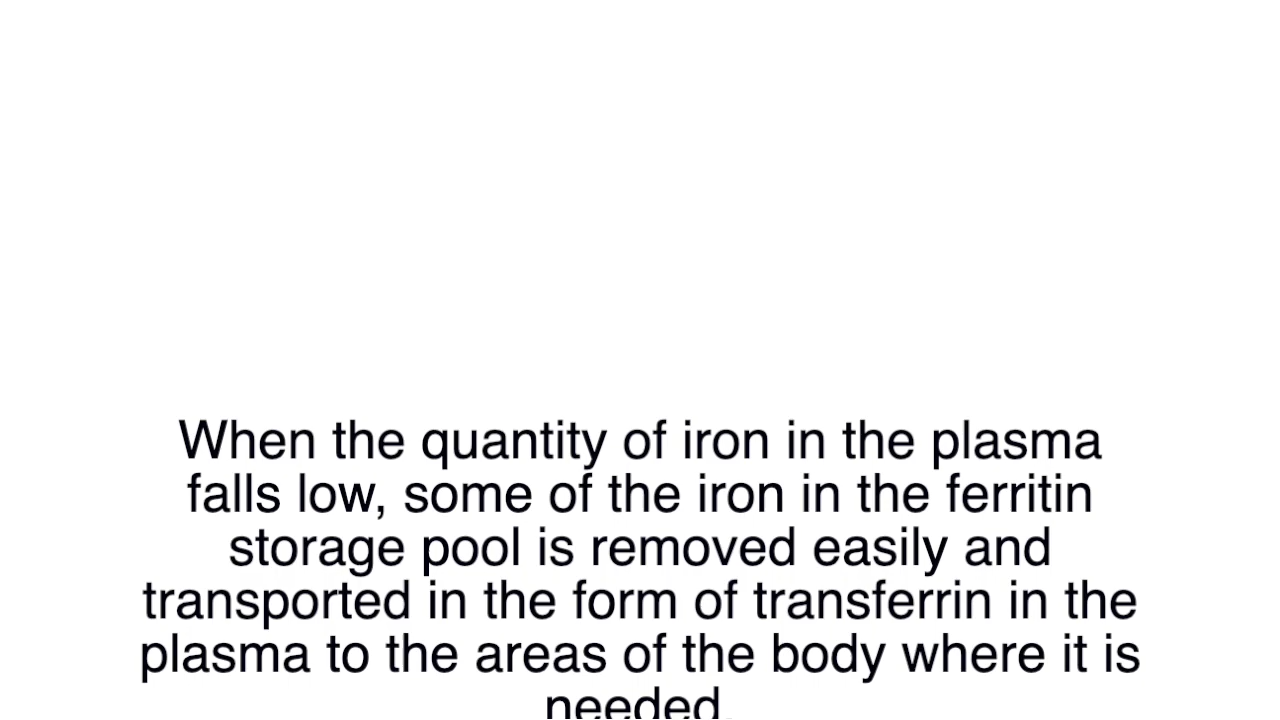 When the quantity of iron in the plasma
falls low, some of the iron in the ferritin
storage pool is removed easily and
transported in the form of transferrin in the
plasma to the areas of the body where it is
needed.